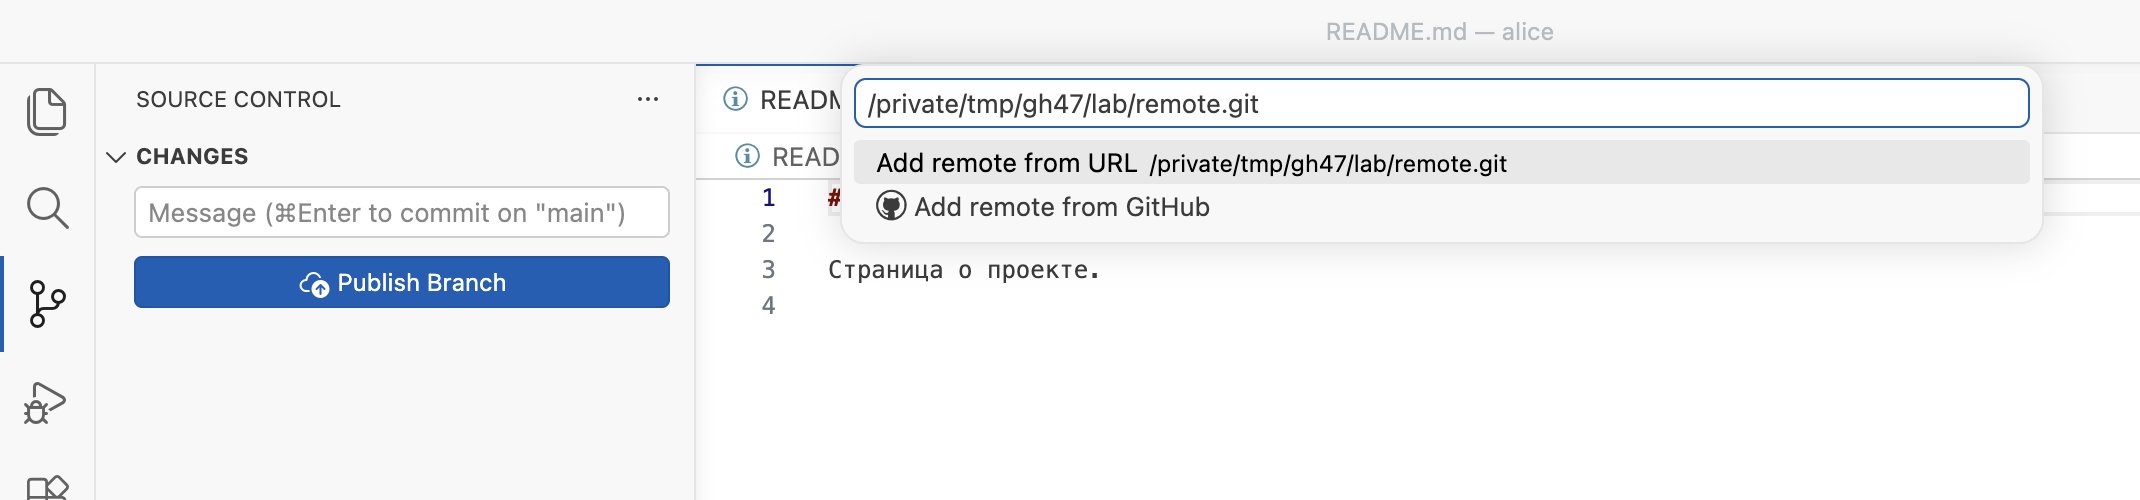 README.md — alice
SOURCE CONTROL
CHANGES
Message (⌘Enter to commit on "main")
Publish Branch
READM
/private/tmp/gh47/lab/remote.git
Add remote from URL /private/tmp/gh47/lab/remote.git
Add remote from GitHub
READ
1 #
2
3 Страница о проекте.
4